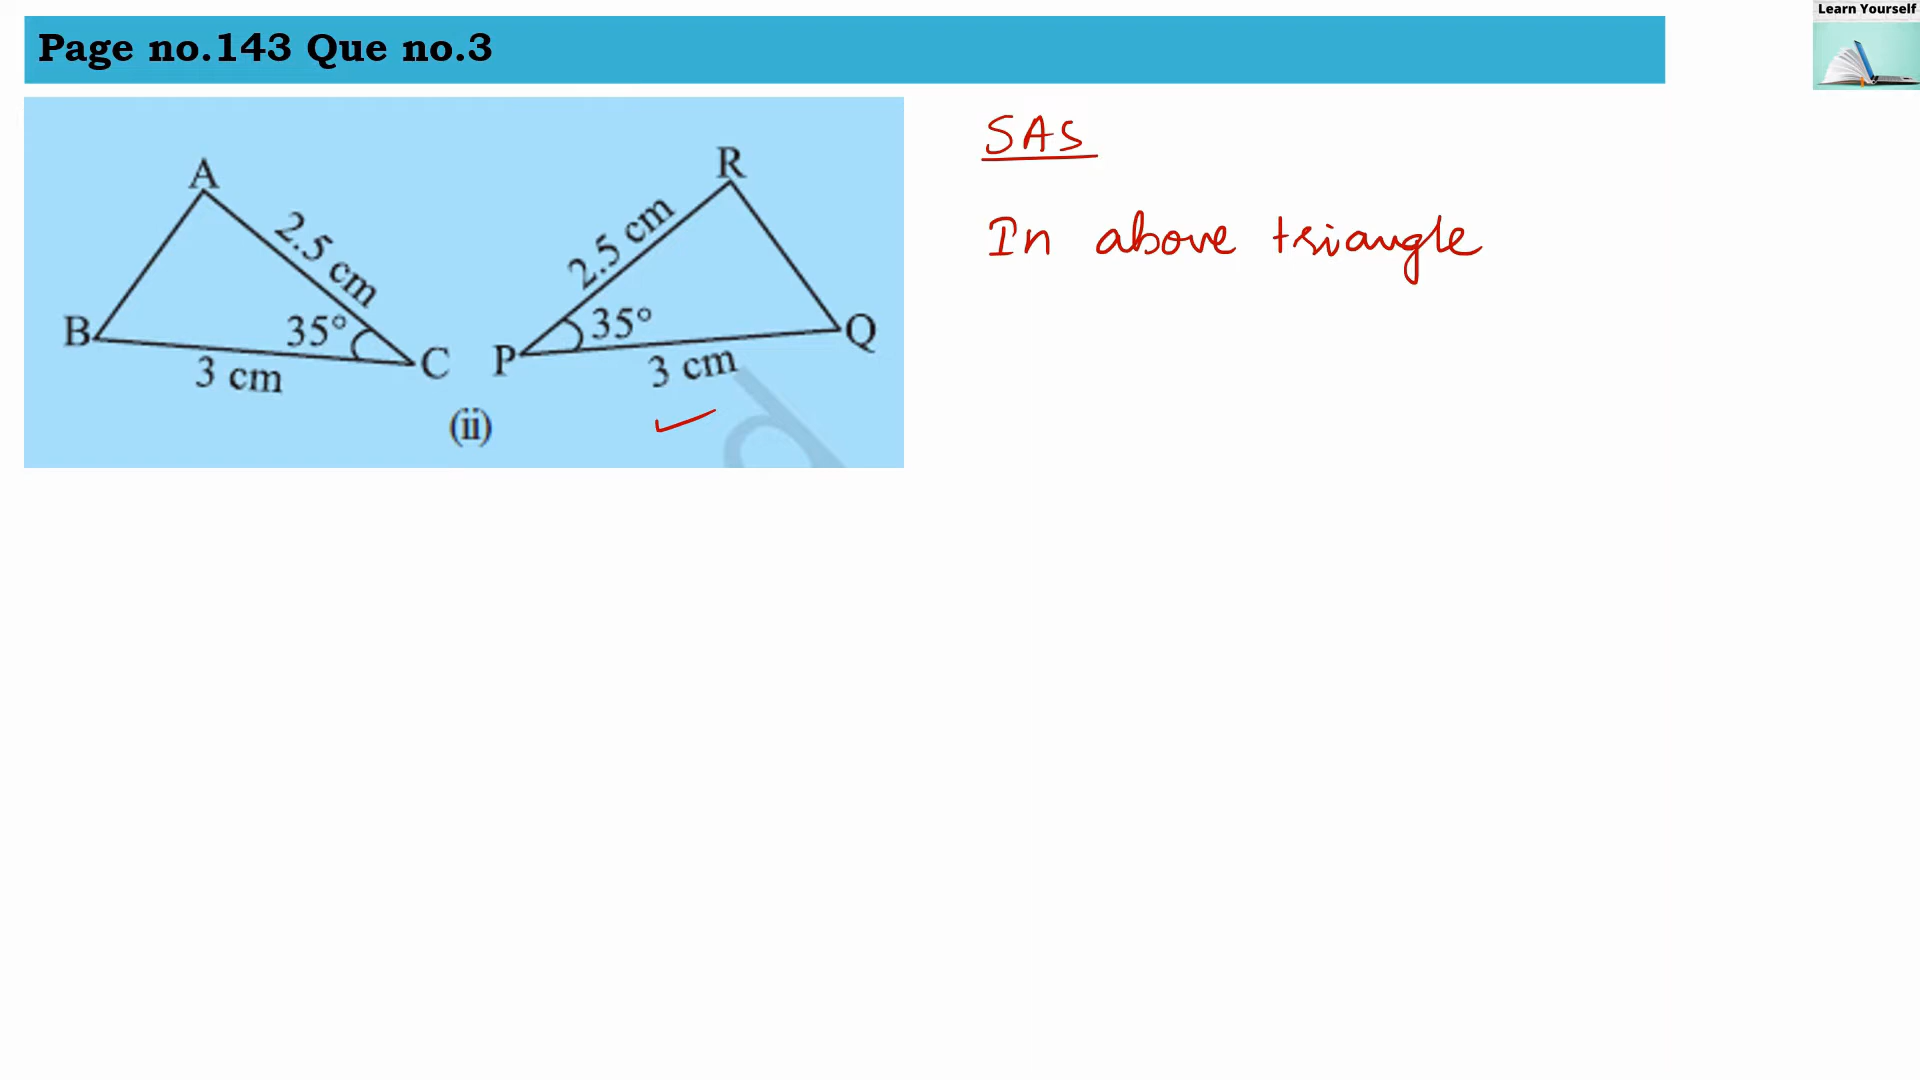 Page no.143 Que no.3
Learn Yourself
SAS
In above triangle
A
2.5 cm
B
35°
C
3 cm
R
2.5 cm
P
35°
Q
3 cm
(ii)
d